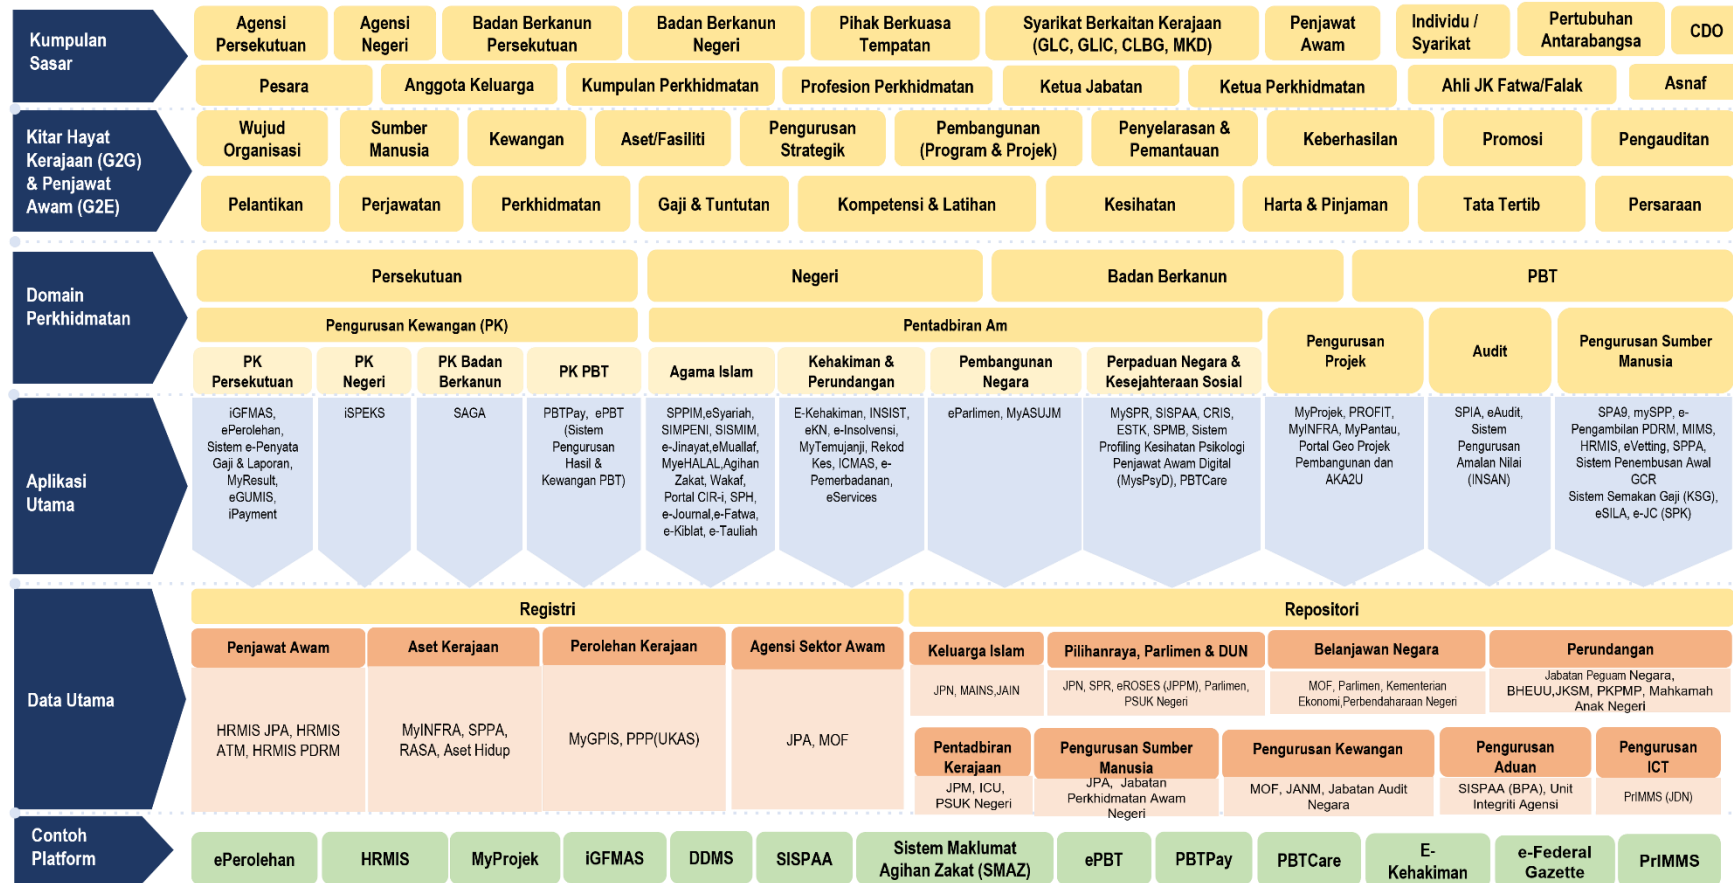 Kumpulan
Sasar
Agensi
Persekutuan
Agensi
Negeri
Badan Berkanun
Persekutuan
Badan Berkanun
Negeri
Pihak Berkuasa
Tempatan
Syarikat Berkaitan Kerajaan
(GLC, GLIC, CLBG, MKD)
Penjawat
Awam
Individu /
Syarikat
Pertubuhan
Antarabangsa
CDO
Pesara
Anggota Keluarga
Kumpulan Perkhidmatan
Profesion Perkhidmatan
Ketua Jabatan
Ketua Perkhidmatan
Ahli JK Fatwa/Falak
Asnaf
Kitar Hayat
Kerajaan (G2G)
& Penjawat
Awam (G2E)
Wujud
Organisasi
Sumber
Manusia
Kewangan
Aset/Fasiliti
Pengurusan
Strategik
Pembangunan
(Program & Projek)
Penyelarasan &
Pemantauan
Keberhasilan
Promosi
Pengauditan
Pelantikan
Perjawatan
Perkhidmatan
Gaji & Tuntutan
Kompetensi & Latihan
Kesihatan
Harta & Pinjaman
Tata Tertib
Persaraan
Domain
Perkhidmatan
Persekutuan
Negeri
Badan Berkanun
PBT
Pengurusan Kewangan (PK)
Pentadbiran Am
Pengurusan
Projek
Audit
Pengurusan Sumber
Manusia
PK
Persekutuan
PK
Negeri
PK Badan
Berkanun
PK PBT
Agama Islam
Kehakiman &
Perundangan
Pembangunan
Negara
Perpaduan Negara &
Kesejahteraan Sosial
Aplikasi
Utama
iGFMAS,
ePerolehan,
Sistem e-Penyata
Gaji & Laporan,
MyResult,
eGUMIS,
iPayment
iSPEKS
SAGA
PBTPay, ePBT
(Sistem
Pengurusan
Hasil &
Kewangan PBT)
SPPIM,eSyariah,
SIMPENI, SISMIM,
e-Jinayat,eMuallaf,
MyeHALAL,Agihan
Zakat, Wakaf,
Portal CIR-i, SPH,
e-Journal,e-Fatwa,
e-Kiblat, e-Tauliah
E-Kehakiman, INSIST,
eKN, e-Insolvensi,
MyTemujanji, Rekod
Kes, ICMAS, e-
Pemerbadanan,
eServices
eParlimen, MyASUJM
MySPR, SISPAA, CRIS,
ESTK, SPMB, Sistem
Profiling Kesihatan Psikologi
Penjawat Awam Digital
(MysPsyD), PBTCare
MyProjek, PROFIT,
MyINFRA, MyPantau,
Portal Geo Projek
Pembangunan dan
AKA2U
SPIA, eAudit,
Sistem
Pengurusan
Amalan Nilai
(INSAN)
SPA9, mySPP, e-
Pengambilan PDRM, MIMS,
HRMIS, eVetting, SPPA,
Sistem Penembusan Awal
GCR
Sistem Semakan Gaji (KSG),
eSILA, e-JC (SPK)
Data Utama
Registri
Repositori
Penjawat Awam
Aset Kerajaan
Perolehan Kerajaan
Agensi Sektor Awam
HRMIS JPA, HRMIS
ATM, HRMIS PDRM
MyINFRA, SPPA,
RASA, Aset Hidup
MyGPIS, PPP(UKAS)
JPA, MOF
Keluarga Islam
Pilihanraya, Parlimen & DUN
Belanjawan Negara
Perundangan
JPN, MAINS,JAIN
JPN, SPR, eROSES (JPPM), Parlimen,
PSUK Negeri
MOF, Parlimen, Kementerian
Ekonomi,Perbendaharaan Negeri
Jabatan Peguam Negara,
BHEUU,JKSM, PKPMP, Mahkamah
Anak Negeri
Pentadbiran
Kerajaan
Pengurusan Sumber
Manusia
Pengurusan Kewangan
Pengurusan
Aduan
Pengurusan
ICT
JPM, ICU,
PSUK Negeri
JPA, Jabatan
Perkhidmatan Awam
Negeri
MOF, JANM, Jabatan Audit
Negara
SISPAA (BPA), Unit
Integriti Agensi
PrIMMS (JDN)
Contoh
Platform
ePerolehan
HRMIS
MyProjek
iGFMAS
DDMS
SISPAA
Sistem Maklumat
Agihan Zakat (SMAZ)
ePBT
PBTPay
PBTCare
E-
Kehakiman
e-Federal
Gazette
PrIMMS